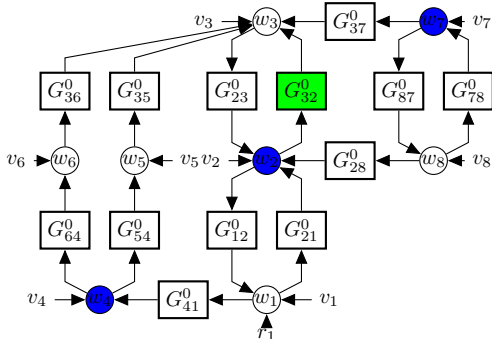 v₃ w₃ G⁰₃₇ w₇ v₇
G⁰₃₆ G⁰₃₅ G⁰₂₃ G⁰₃₂ G⁰₈₇ G⁰₇₈
v₆ w₆ w₅ v₅ v₂ w₂ G⁰₂₈ w₈ v₈
G⁰₆₄ G⁰₅₄ G⁰₁₂ G⁰₂₁
v₄ w₄ G⁰₄₁ w₁ v₁
r₁